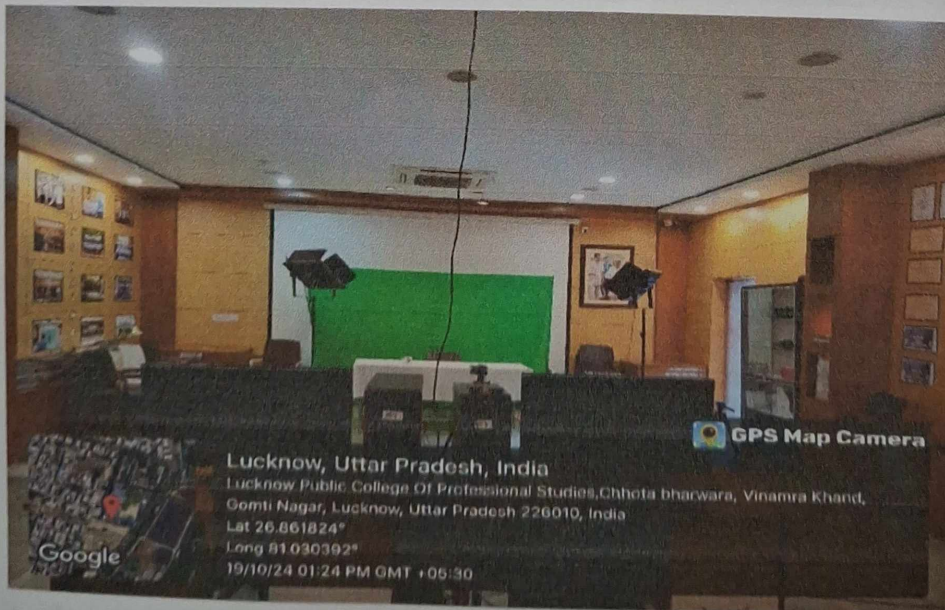 GPS Map Camera
Lucknow, Uttar Pradesh, India
Lucknow Public College Of Professional Studies,Chhota bharwara, Vinamra Khand,
Gomti Nagar, Lucknow, Uttar Pradesh 226010, India
Lat 26.861824°
Long 81.030392°
19/10/24 01:24 PM GMT +05:30
Google